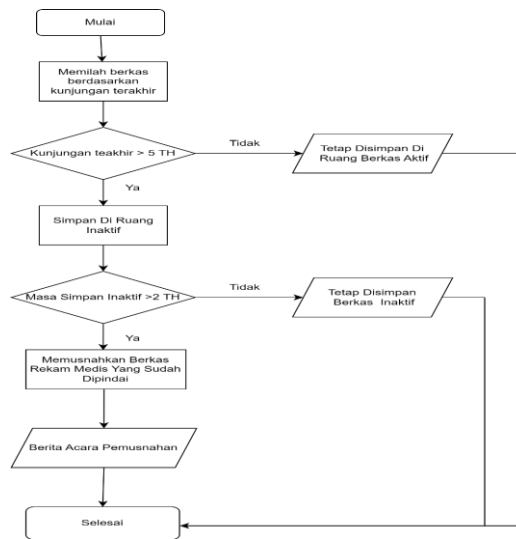 Mulai
Memilah berkas
berdasarkan
kunjungan terakhir
Kunjungan teakhir > 5 TH
Tidak
Tetap Disimpan Di
Ruang Berkas Aktif
Ya
Simpan Di Ruang
Inaktif
Masa Simpan Inaktif >2 TH
Tidak
Tetap Disimpan
Berkas Inaktif
Ya
Memusnahkan Berkas
Rekam Medis Yang Sudah
Dipindai
Berita Acara Pemusnahan
Selesai